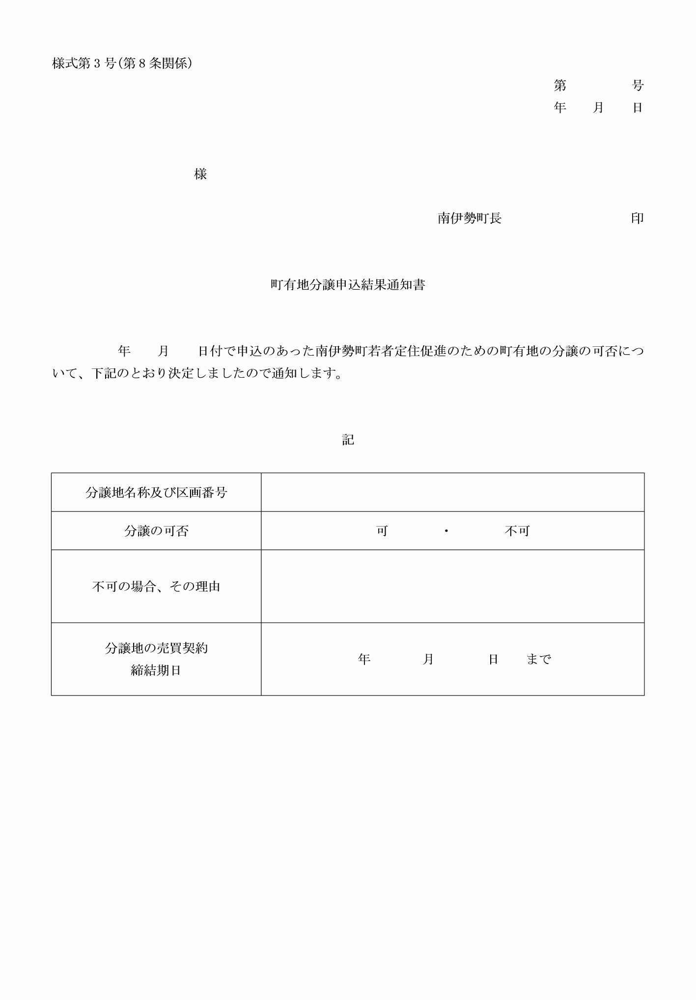 様式第３号（第８条関係）
第　　　　　号
年　　月　　日
様
南伊勢町長　　　　　　　　　　印
町有地分譲申込結果通知書
年　　月　　日付で申込のあった南伊勢町若者定住促進のための町有地の分譲の可否につ
いて、下記のとおり決定しましたので通知します。
記
分譲地名称及び区画番号
分譲の可否
可　　　　・　　　　不可
不可の場合、その理由
分譲地の売買契約
締結期日
年　　　　月　　　　日　　まで